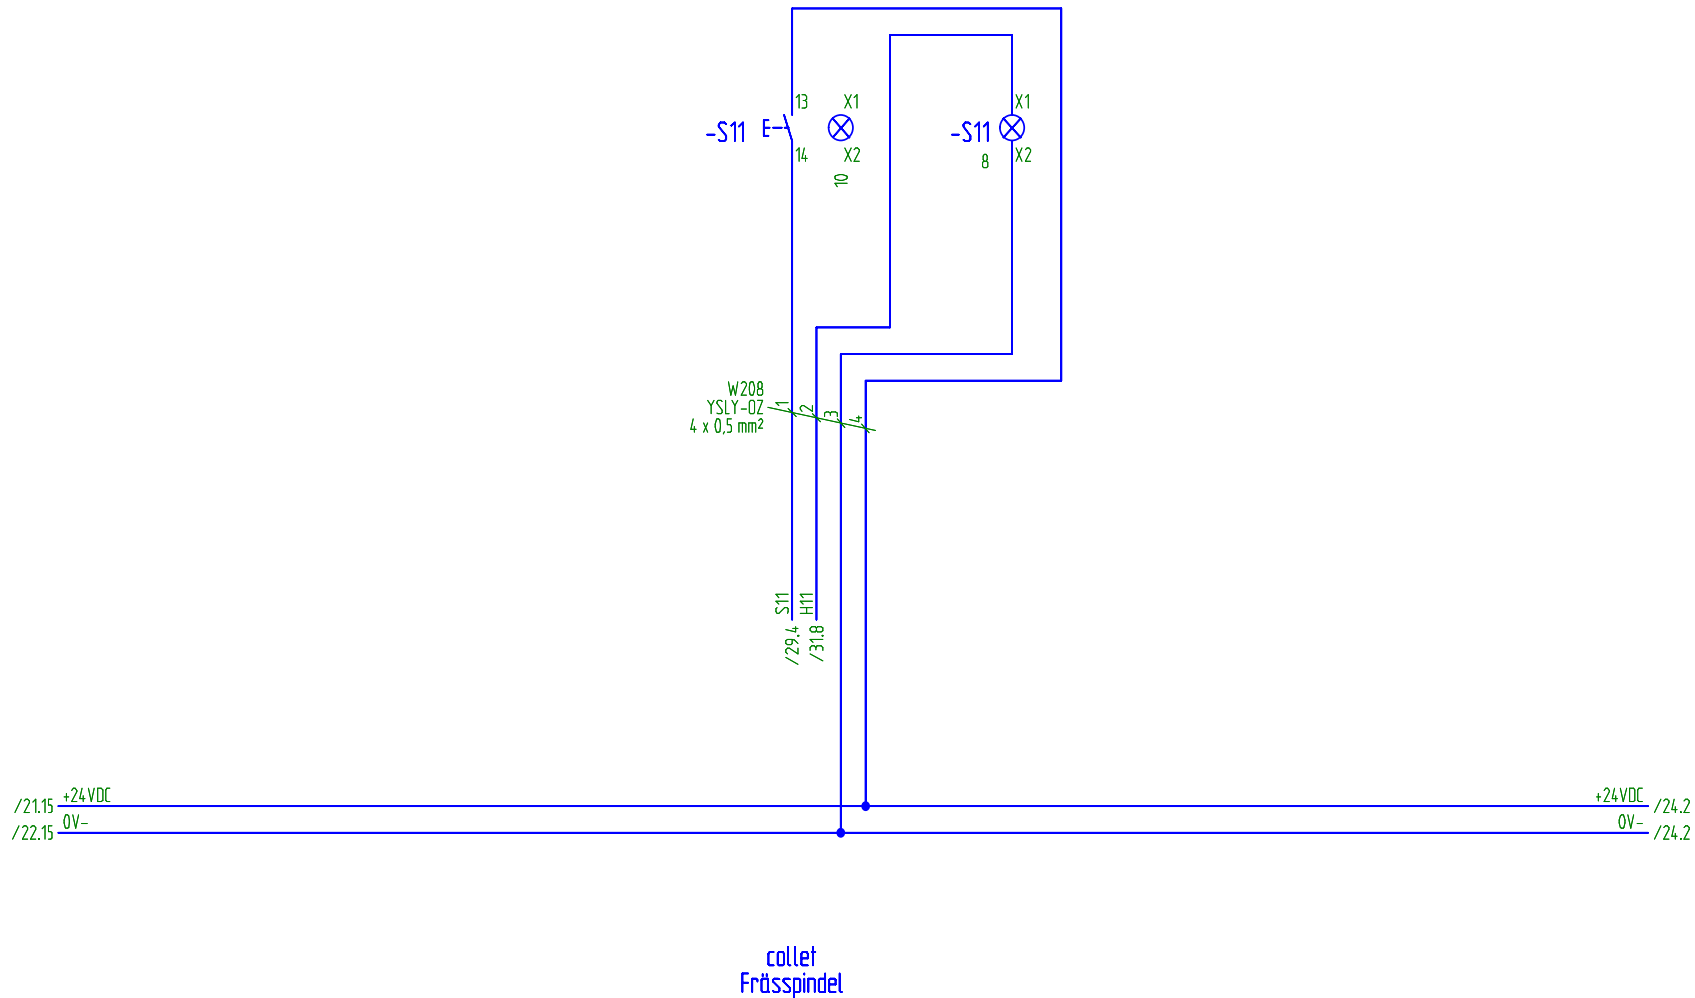 13
X1
X1
-S11
-S11
14
X2
8
X2
10
W208
YSLY-OZ
4 x 0,5 mm²
1
2
3
4
S11
H11
/29.4
/31.8
+24VDC
+24VDC
/21.15
/24.2
0V-
0V-
/22.15
/24.2
collet
Frässpindel